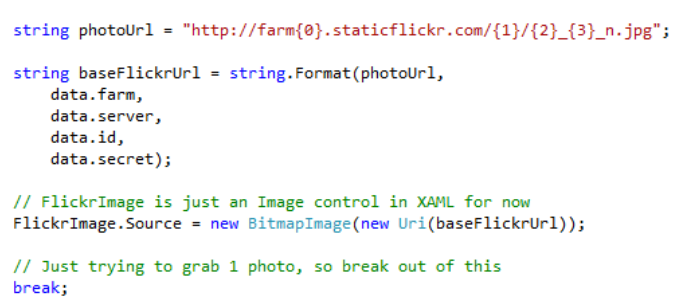 string photoUrl = "http://farm{0}.staticflickr.com/{1}/{2}_{3}_n.jpg";
string baseFlickrUrl = string.Format(photoUrl,
data.farm,
data.server,
data.id,
data.secret);
// FlickrImage is just an Image control in XAML for now
FlickrImage.Source = new BitmapImage(new Uri(baseFlickrUrl));
// Just trying to grab 1 photo, so break out of this
break;